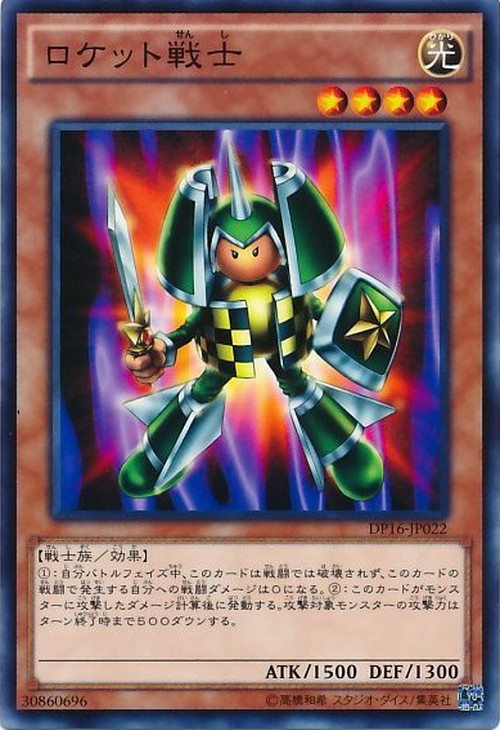 ロケット戦士
光
DP16-JP022
【戦士族／効果】
①：自分バトルフェイズ中、このカードは戦闘では破壊されず、このカードの
戦闘で発生する自分への戦闘ダメージは０になる。②：このカードがモン
スターに攻撃したダメージ計算後に発動する。攻撃対象モンスターの攻撃力は
ターン終了時まで５００ダウンする。
ATK/1500 DEF/1300
30860696
©高橋和希 スタジオ・ダイス/集英社